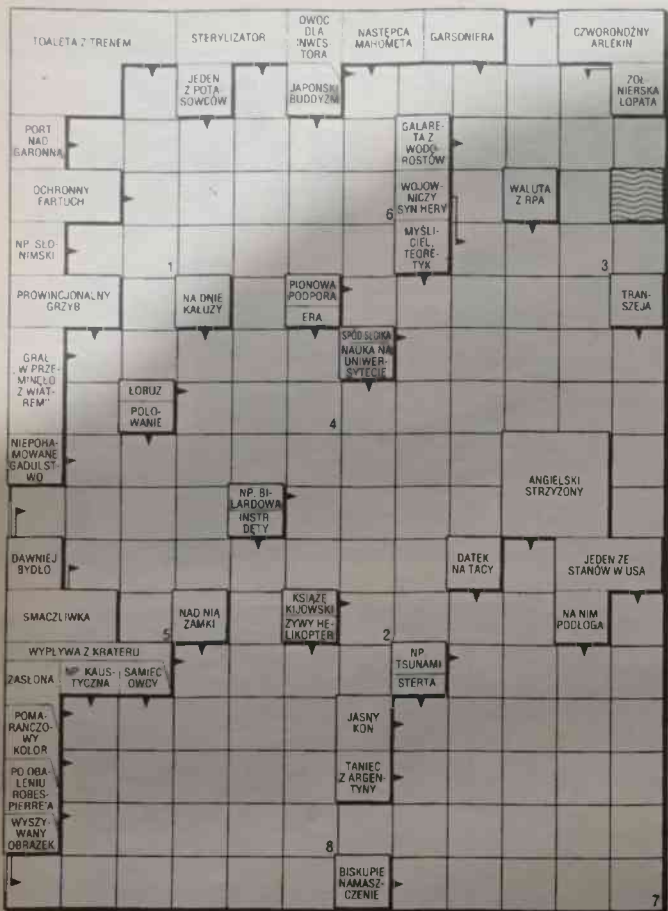 TOALETA Z TRENEM
STERYLIZATOR
OWOC
DLA
INWES
TORA
NASTĘPCA
MAHOMETA
GARSONIERA
CZWORONOŻNY
ARLEKIN
JEDEN
Z POTA
SOWCÓW
JAPOŃSKI
BUDDYZM
ŻOŁ-
NIERSKA
ŁOPATA
PORT
NAD
GARONNĄ
GALARE-
TA Z
WODO-
ROSTÓW
OCHRONNY
FARTUCH
WOJOW-
NICZY
SYN HERY
6
WALUTA
Z RPA
NP. SŁO-
NIMSKI
1
MYŚLI-
CIEL,
TEORE-
TYK
3
PROWINCJONALNY
GRZYB
NA DNIE
KAŁUŻY
PIONOWA
PODPORA
ERA
TRAN-
SZEJA
GRAŁ
„W PRZE-
MINĘŁO
Z WIAT-
REM"
SPÓD SŁOIKA
NAUKA NA
UNIWER-
SYTECIE
ŁOBUZ
POLO-
WANIE
4
NIEPOHA-
MOWANE
GADULST-
WO
ANGIELSKI
STRZYŻONY
NP. BI-
LARDOWA
INSTR
DĘTY
DAWNIEJ
BYDŁO
DATEK
NA TACY
JEDEN ZE
STANÓW W USA
SMACZLIWKA
5
NAD NIĄ
ZAMKI
KSIĄŻĘ
KIJOWSKI
ŻYWY HE-
LIKOPTER
2
NA NIM
PODŁOGA
WYPŁYWA Z KRATERU
NP
TSUNAMI
STERTA
ZASŁONA
NP. KAUS-
TYCZNA
SAMIEC
OWCY
POMA-
RAŃCZO-
WY
KOLOR
JASNY
KOŃ
PO OBA-
LENIU
ROBES-
PIERRE'A
TANIEC
Z ARGEN-
TYNY
WYSZY-
WANY
OBRAZEK
8
BISKUPIE
NAMASZ-
CZENIE
7